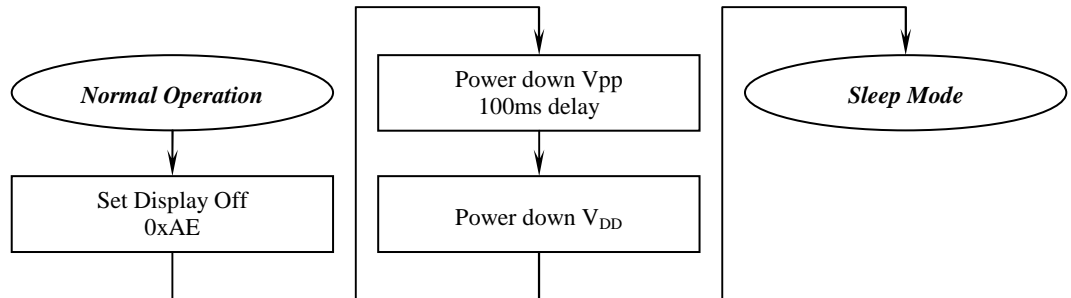 Normal Operation
Set Display Off
0xAE
Power down Vpp
100ms delay
Power down VDD
Sleep Mode